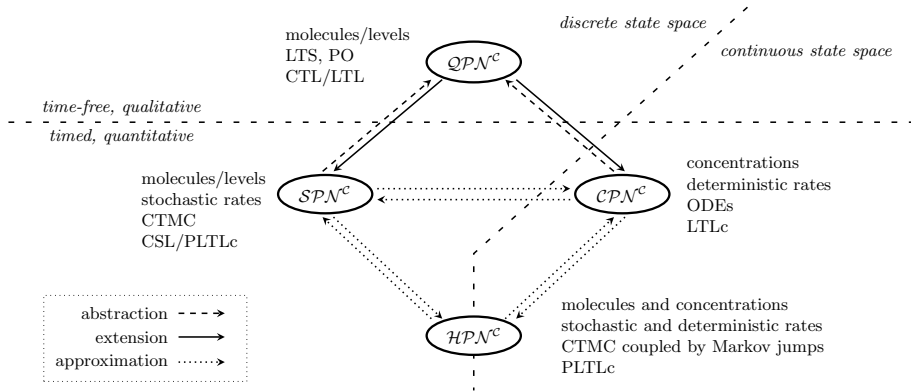 discrete state space
continuous state space
molecules/levels
LTS, PO
CTL/LTL
𝒬𝒫𝒩^𝒞
time-free, qualitative
timed, quantitative
molecules/levels
stochastic rates
CTMC
CSL/PLTLc
𝒮𝒫𝒩^𝒞
𝒞𝒫𝒩^𝒞
concentrations
deterministic rates
ODEs
LTLc
abstraction
extension
approximation
ℋ𝒫𝒩^𝒞
molecules and concentrations
stochastic and deterministic rates
CTMC coupled by Markov jumps
PLTLc